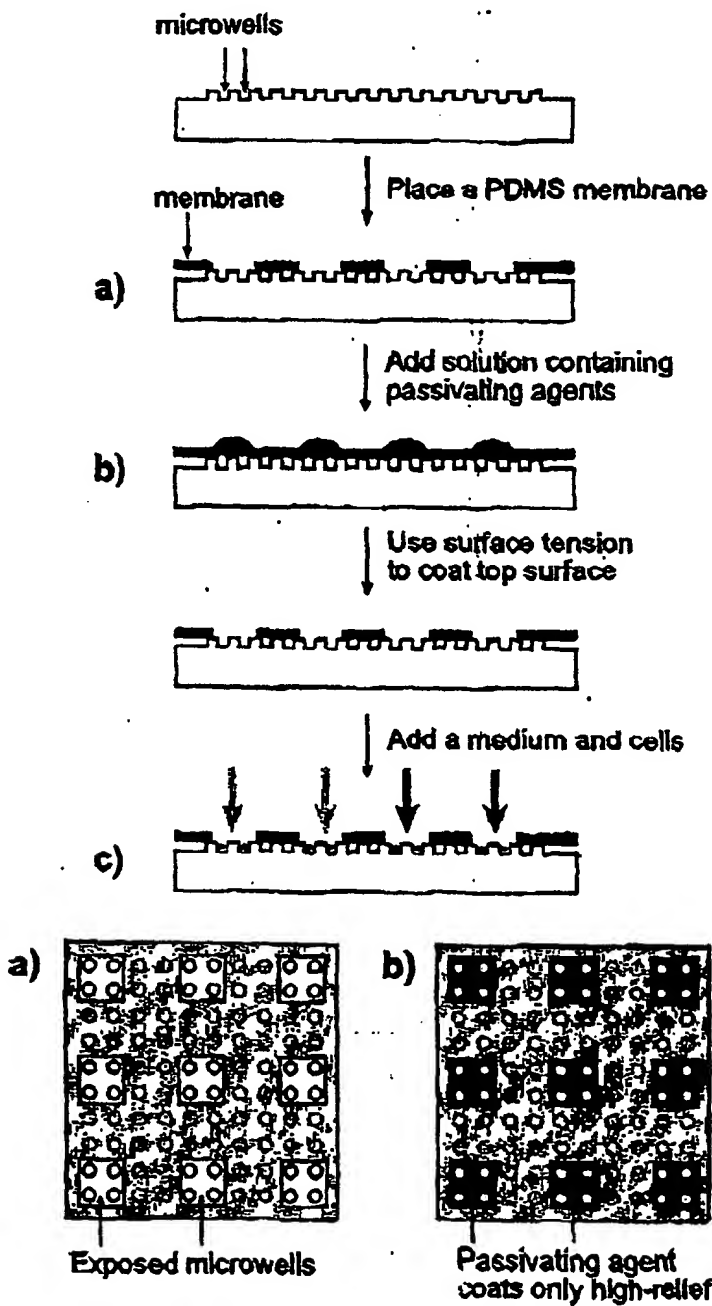 microwells
Place a PDMS membrane
membrane
a)
Add solution containing
passivating agents
b)
Use surface tension
to coat top surface
Add a medium and cells
c)
a)
b)
Exposed microwells
Passivating agent
coats only high-relief